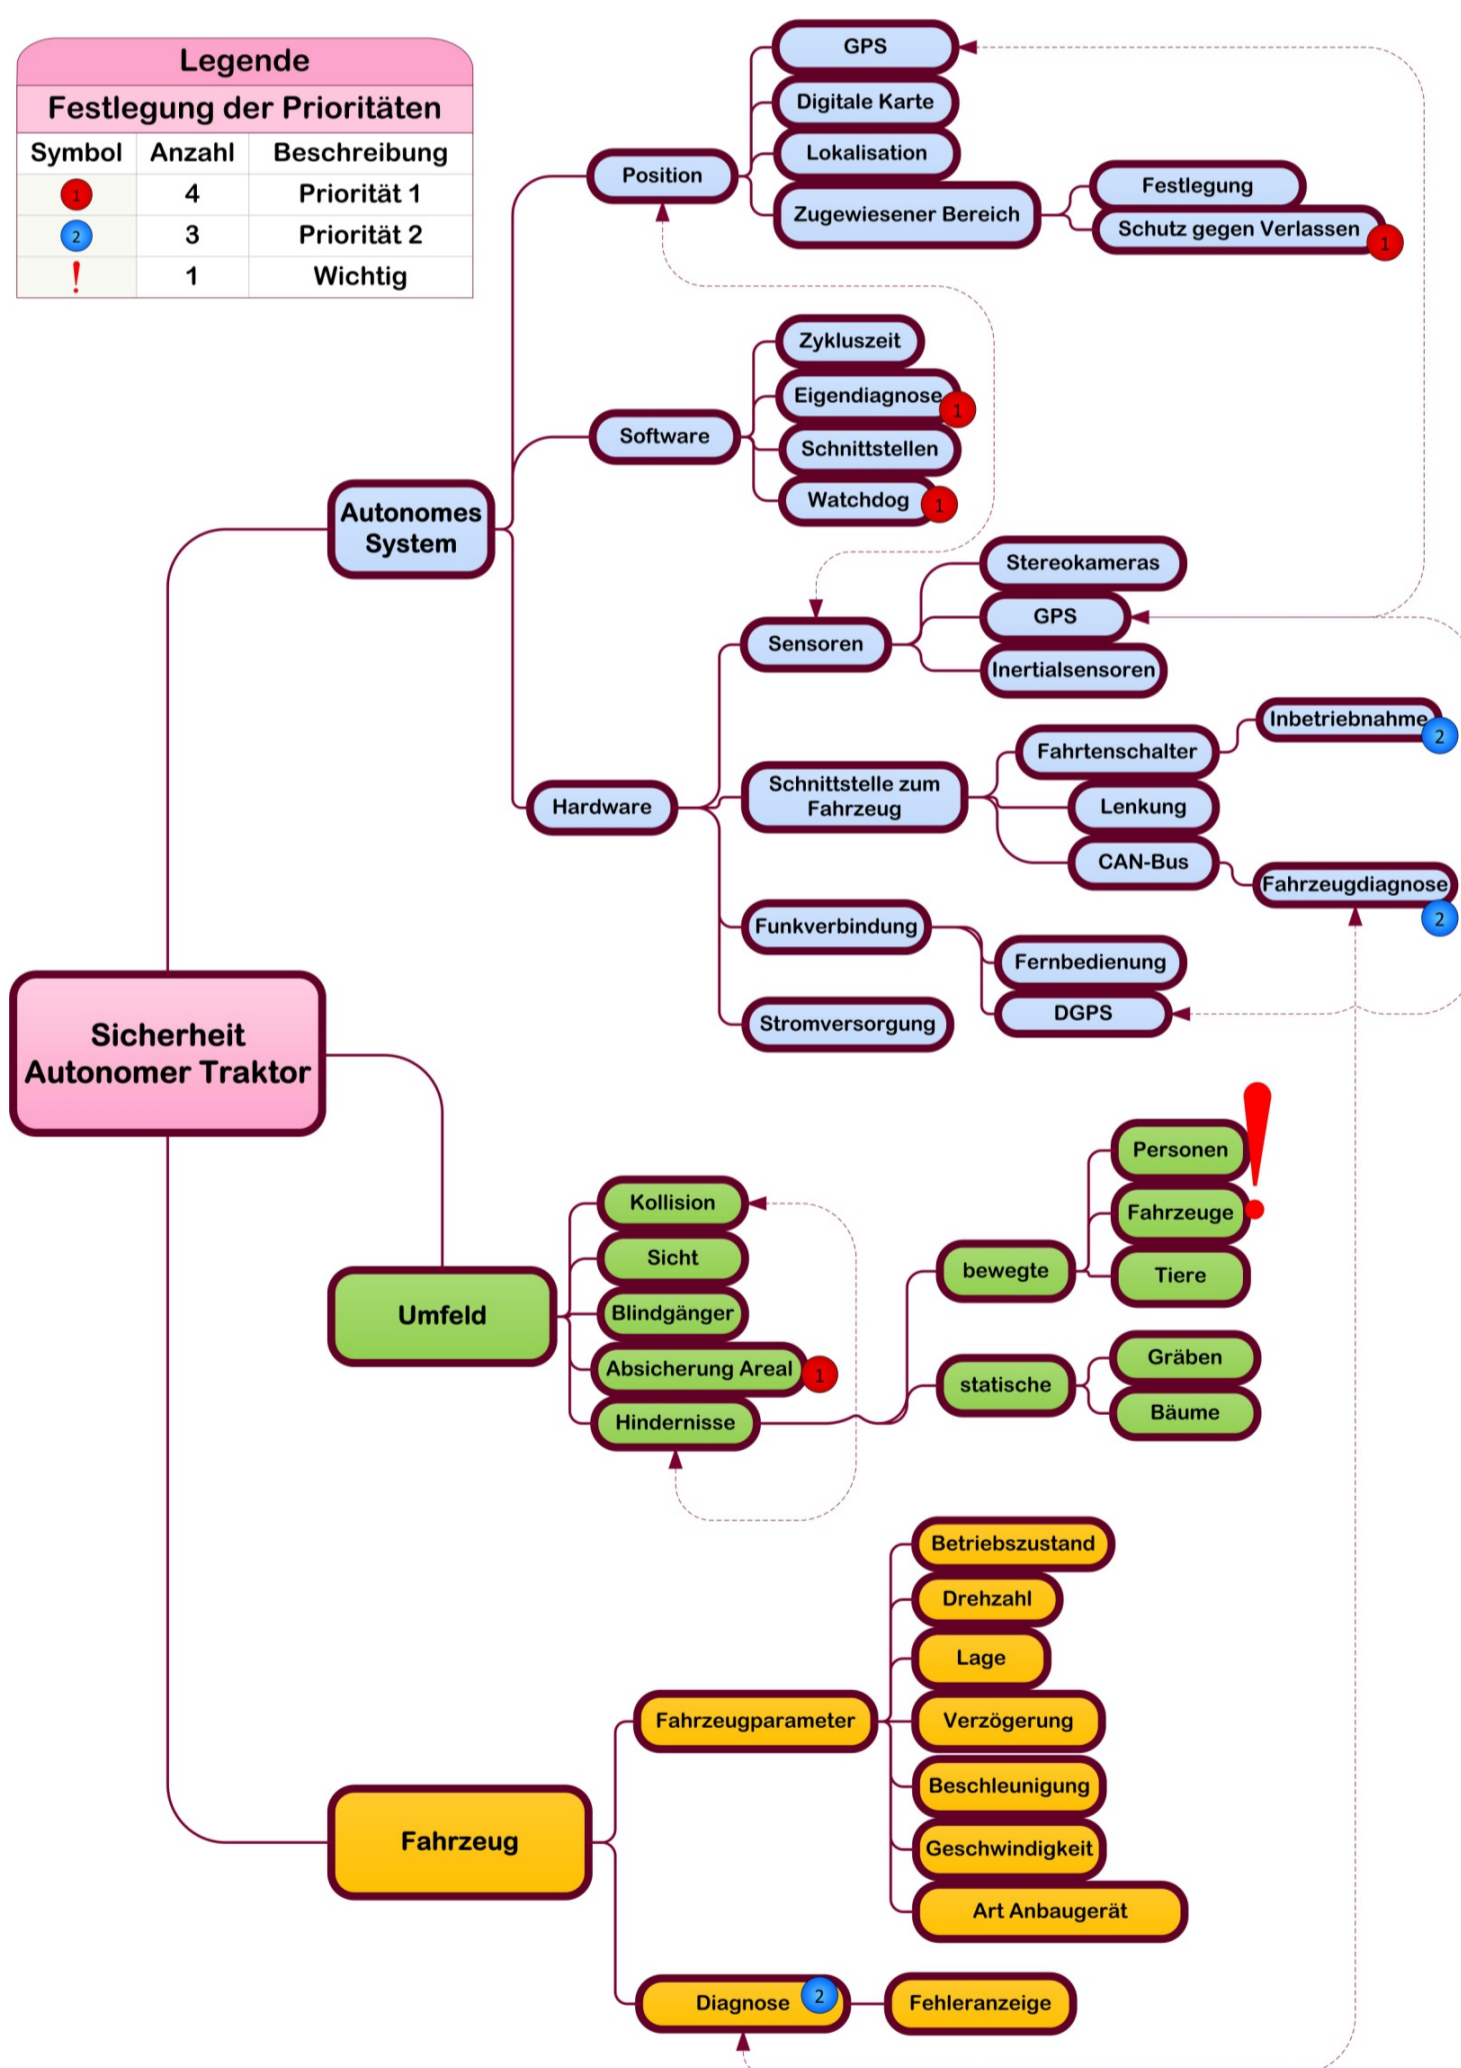 Legende
Festlegung der Prioritäten
Symbol Anzahl Beschreibung
1 4 Priorität 1
2 3 Priorität 2
! 1 Wichtig
GPS
Digitale Karte
Lokalisation
Position
Zugewiesener Bereich
Festlegung
Schutz gegen Verlassen
1
Zykluszeit
Eigendiagnose
1
Software
Schnittstellen
Watchdog
1
Autonomes
System
Stereokameras
GPS
Sensoren
Inertialsensoren
Inbetriebnahme
2
Fahrtenschalter
Schnittstelle zum
Fahrzeug
Hardware
Lenkung
CAN-Bus
Fahrzeugdiagnose
2
Funkverbindung
Fernbedienung
DGPS
Stromversorgung
Sicherheit
Autonomer Traktor
Personen
!
Kollision
Fahrzeuge
Sicht
bewegte
Tiere
Umfeld
Blindgänger
Absicherung Areal
1
statische
Gräben
Hindernisse
Bäume
Betriebszustand
Drehzahl
Lage
Fahrzeugparameter
Verzögerung
Beschleunigung
Fahrzeug
Geschwindigkeit
Art Anbaugerät
Diagnose
2
Fehleranzeige